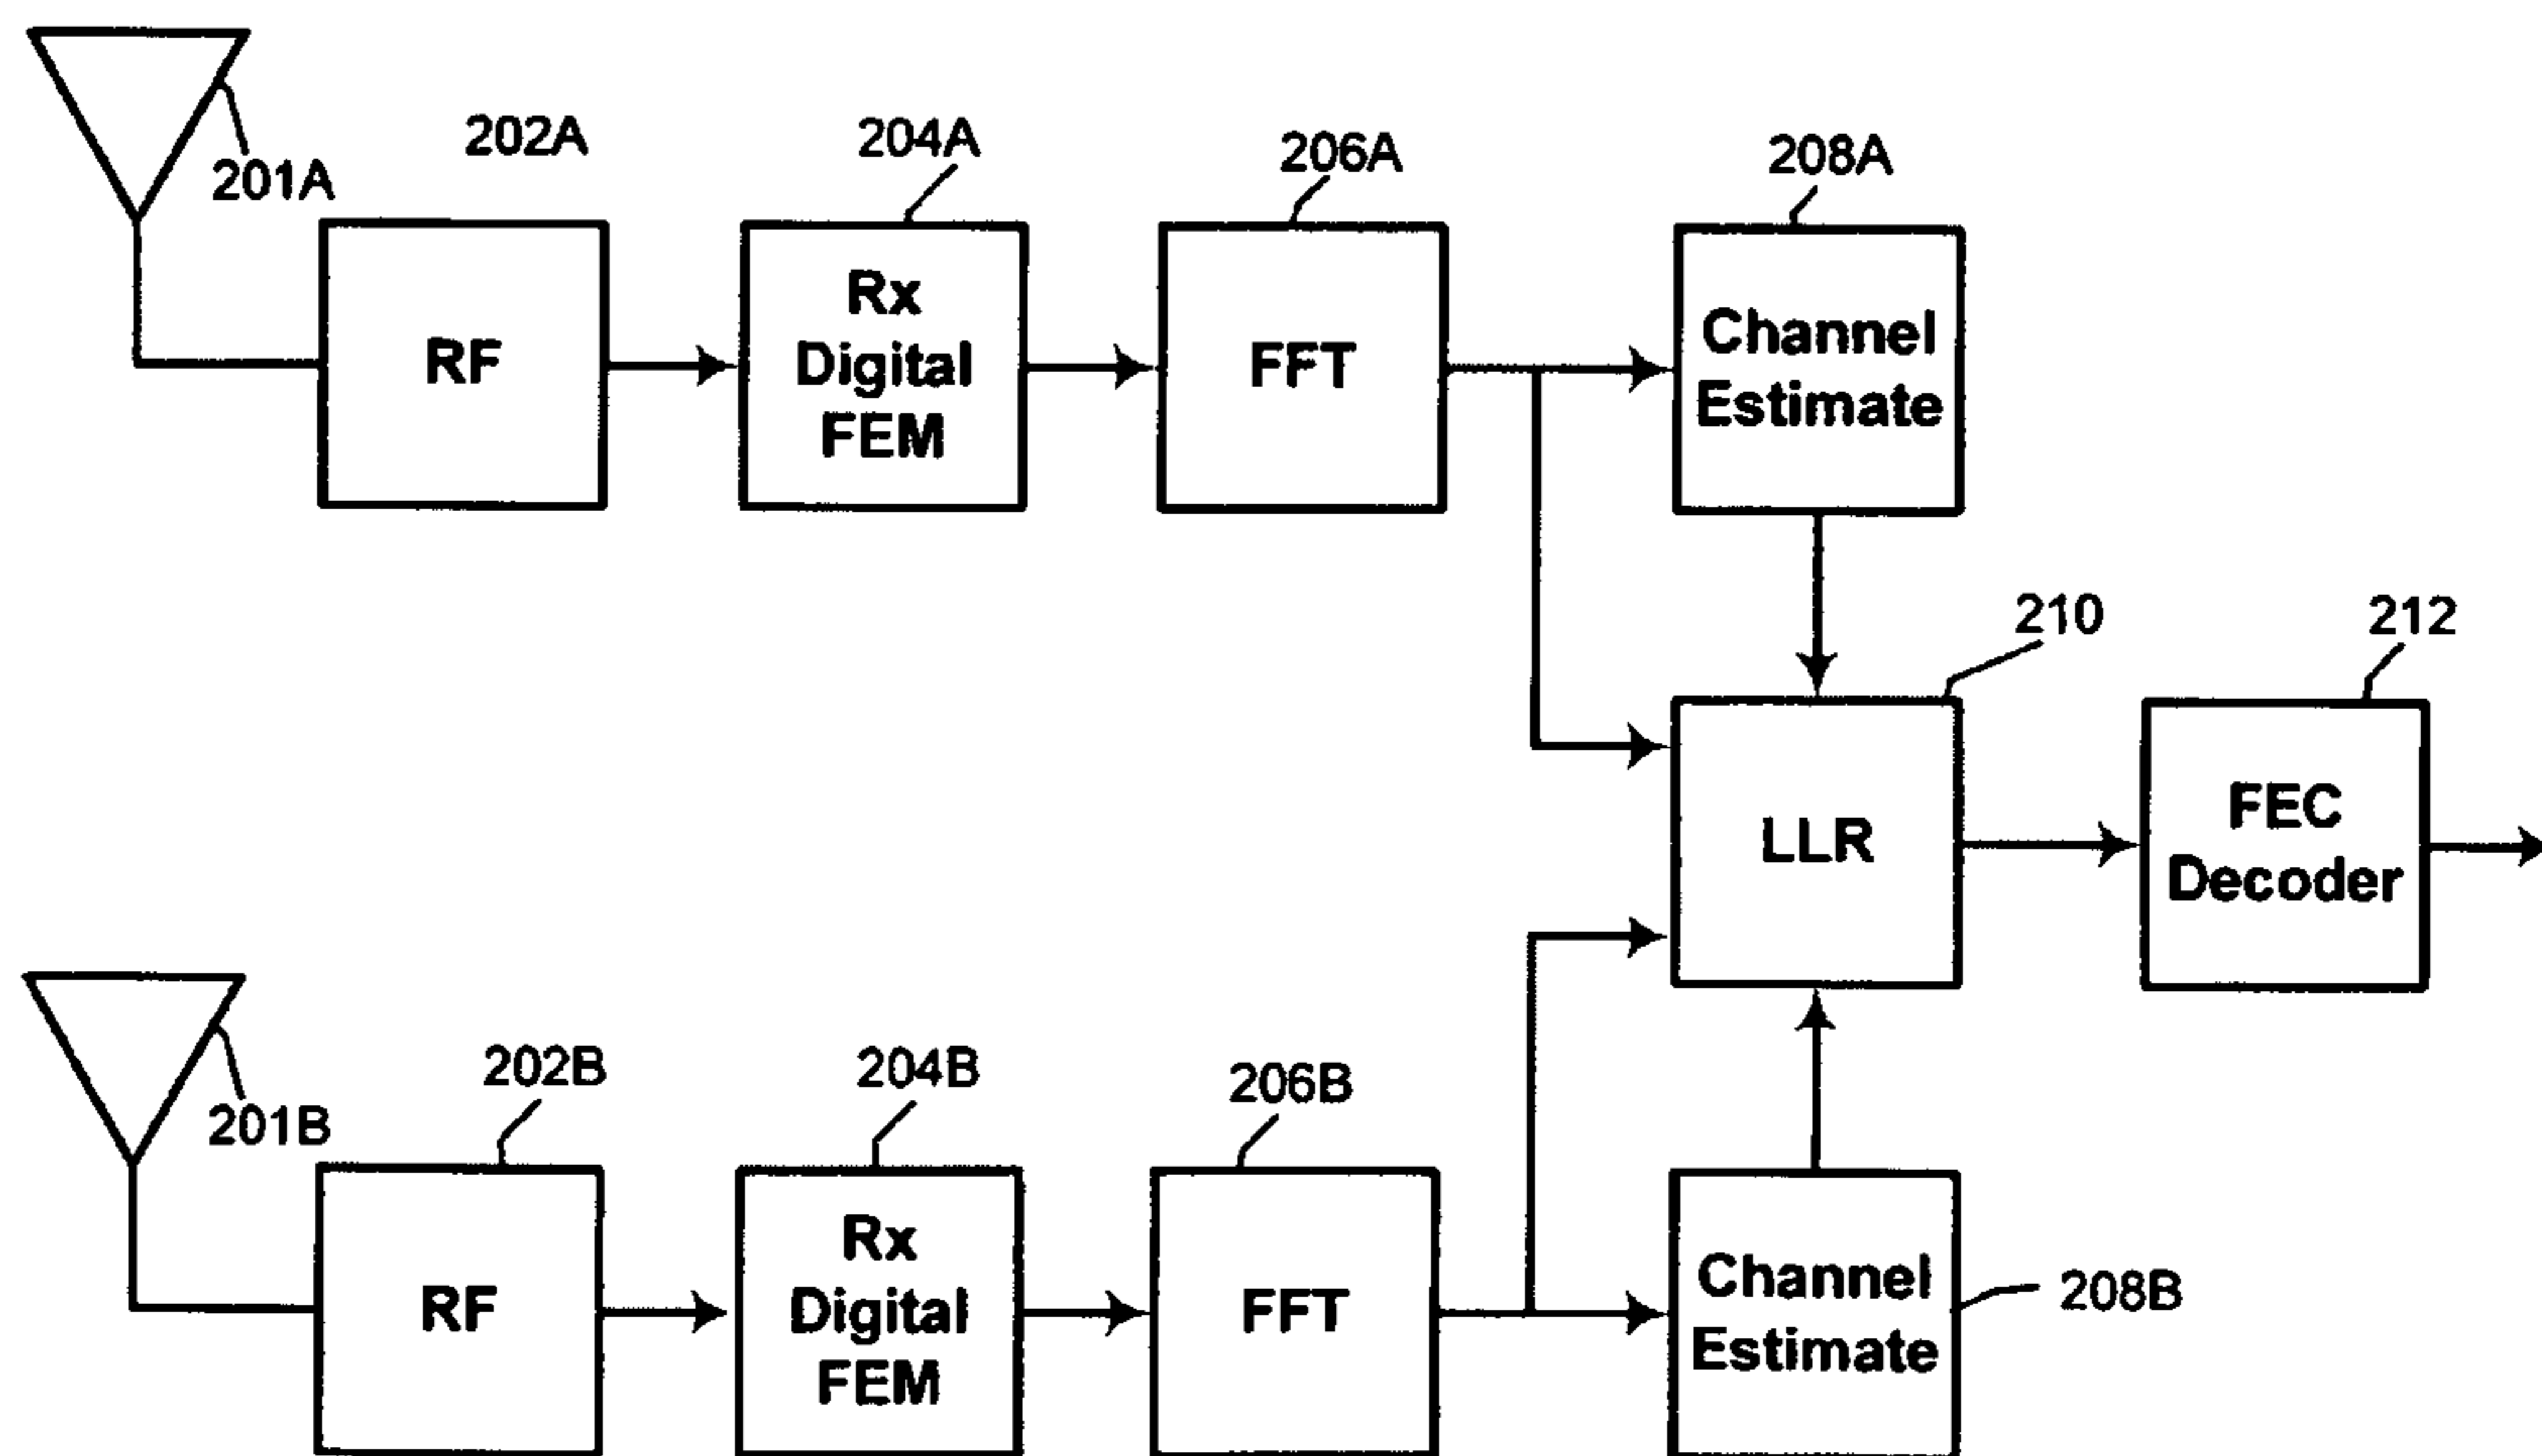 201A
202A
204A
206A
208A
RF
Rx
Digital
FEM
FFT
Channel
Estimate
210
212
LLR
FEC
Decoder
201B
202B
204B
206B
208B
RF
Rx
Digital
FEM
FFT
Channel
Estimate